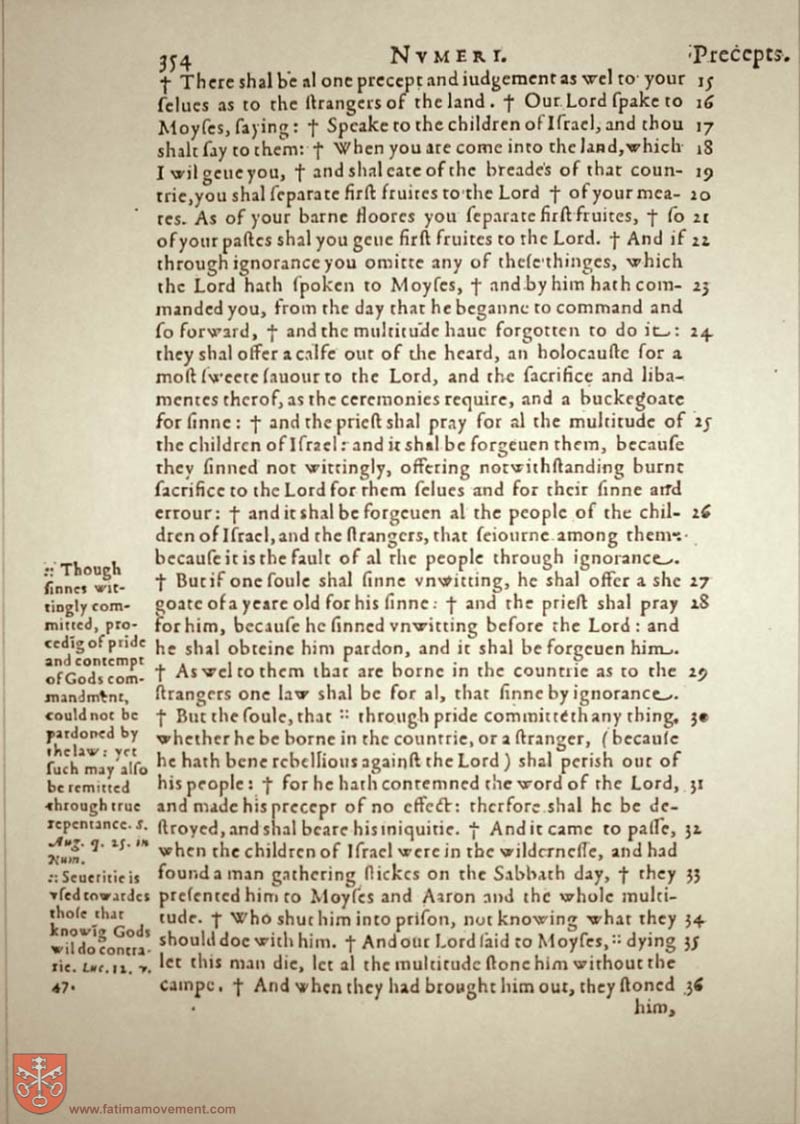 354 NVMERI. Precepts.
† There shal be al one precept and iudgement as wel to your 15
ſelues as to the ſtrangers of the land. † Our Lord ſpake to 16
Moyſes, ſaying: † Speake to the children of Iſrael, and thou 17
shalt ſay to them: † When you are come into the land, which 18
I wil geue you, † and shal eate of the breades of that coun- 19
trie, you shal ſeparate firſt fruites to the Lord † of your mea- 20
tes. As of your barne floores you ſeparate firſt fruites, † ſo 21
of your paſtes shal you geue firſt fruites to the Lord. † And if 22
through ignorance you omitte any of theſe thinges, which
the Lord hath ſpoken to Moyſes, † and by him hath com- 23
manded you, from the day that he beganne to command and
ſo forward, † and the multitude haue forgotten to do it: 24
they shal offer a calfe out of the heard, an holocauſte for a
moſt ſweete ſauour to the Lord, and the ſacrifice and liba-
mentes therof, as the ceremonies require, and a buckegoate
for ſinne: † and the prieſt shal pray for al the multitude of 25
the children of Iſrael: and it shal be forgeuen them, becauſe
they ſinned not wittingly, offering notwithſtanding burnt
ſacrifice to the Lord for them ſelues and for their ſinne and
errour: † and it shal be forgeuen al the people of the chil- 26
dren of Iſrael, and the ſtrangers, that ſeiourne among them:
becauſe it is the fault of al the people through ignorance.
† But if one ſoule shal ſinne vnwitting, he shal offer a she 27
goate of a yeare old for his ſinne: † and the prieſt shal pray 28
for him, becauſe he ſinned vnwitting before the Lord: and
he shal obteine him pardon, and it shal be forgeuen him.
† As wel to them that are borne in the countrie as to the 29
ſtrangers one law shal be for al, that ſinne by ignorance.
† But the ſoule, that :: through pride committeth any thing, 30
whether he be borne in the countrie, or a ſtranger, (becauſe
he hath bene rebellious againſt the Lord) shal perish out of
his people: † for he hath contemned the word of the Lord, 31
and made his precept of no effect: therfore shal he be de-
ſtroyed, and shal beare his iniquitie. † And it came to paſſe, 32
when the children of Iſrael were in the wilderneſſe, and had
found a man gathering ſtickes on the Sabbath day, † they 33
preſented him to Moyſes and Aaron and the whole multi-
tude. † Who shut him into priſon, not knowing what they 34
should doe with him. † And our Lord ſaid to Moyſes, :: dying 35
let this man die, let al the multitude ſtone him without the
campe. † And when they had brought him out, they ſtoned 36
him,
:: Though
ſinnes wit-
tingly com-
mitted, pro-
cedīg of pride
and contempt
of Gods com-
mandmēnt,
could not be
pardoned by
the law: yet
ſuch may alſo
be remitted
through true
repentance. S.
Aug. q. 25. in
Num.
:: Seueritie is
vſed towardes
thoſe that
knowīg Gods
wil do contra-
rie. Luc. 12. v.
47.
www.fatimamovement.com